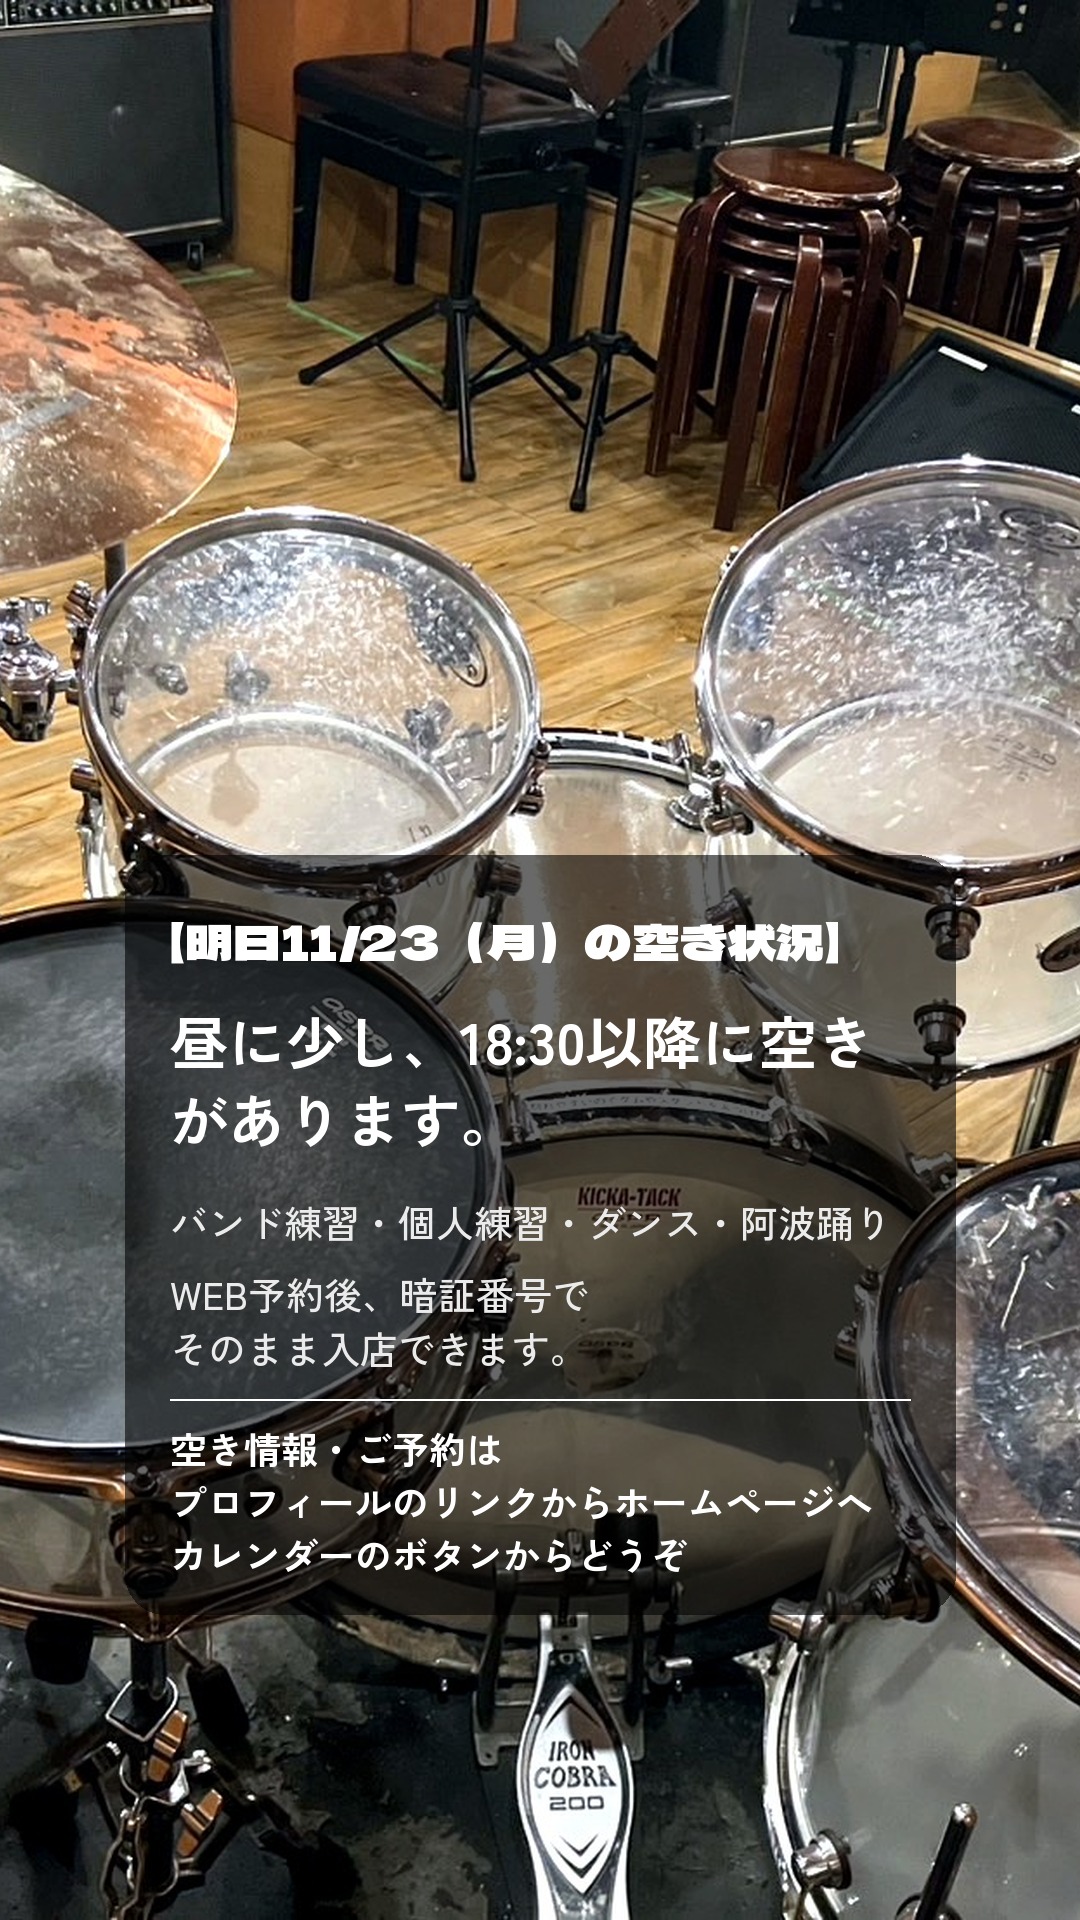 【明日11/23（月）の空き状況】
昼に少し、18:30以降に空き
があります。
KICKA-TACK
バンド練習・個人練習・ダンス・阿波踊り
WEB予約後、暗証番号で
そのまま入店できます。
空き情報・ご予約は
プロフィールのリンクからホームページへ
カレンダーのボタンからどうぞ
IRON
COBRA
200